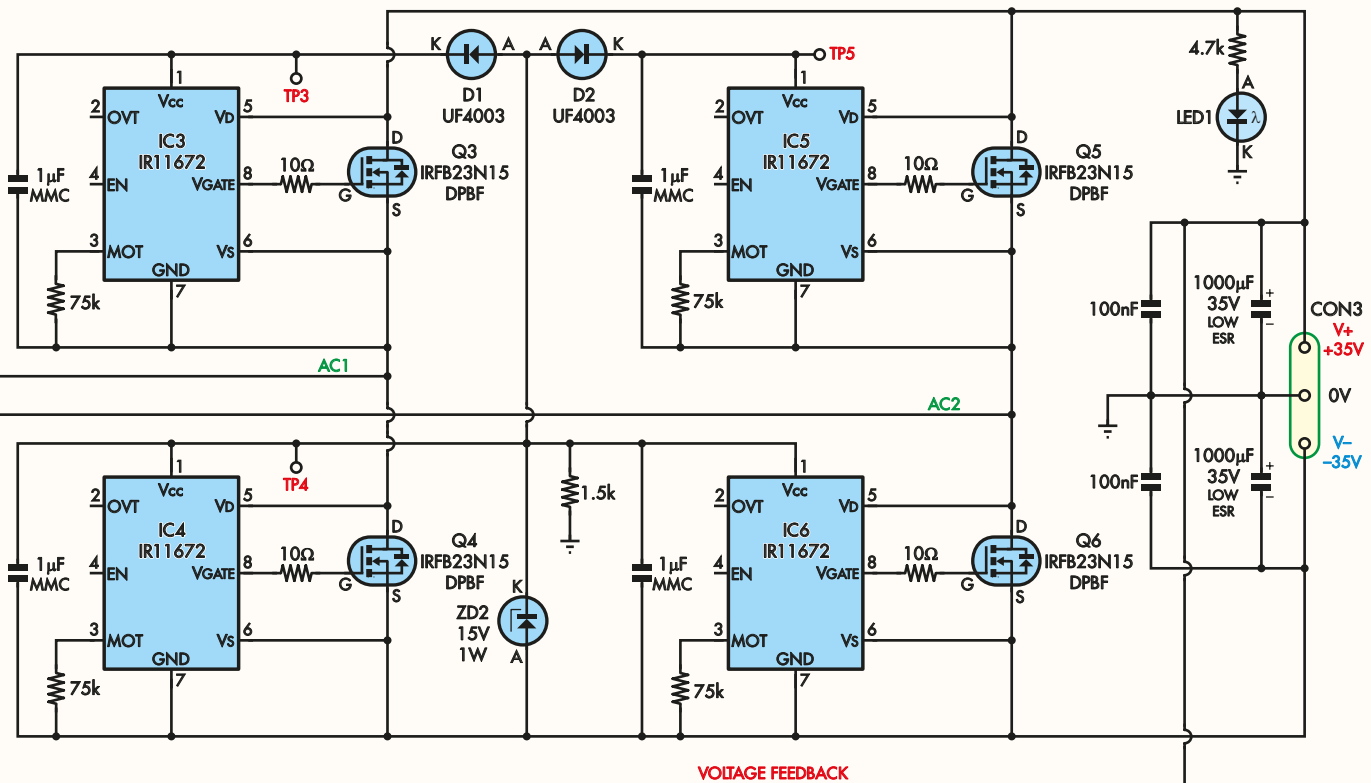 K
A
A
K
D1
UF4003
D2
UF4003
TP3
TP5
1
Vcc
2
OVT
VD
5
IC3
IR11672
4
EN
VGATE
8
10Ω
3
MOT
VS
6
GND
7
1µF
MMC
75k
D
G
S
Q3
IRFB23N15
DPBF
1
Vcc
2
OVT
VD
5
IC5
IR11672
4
EN
VGATE
8
10Ω
3
MOT
VS
6
GND
7
1µF
MMC
75k
D
G
S
Q5
IRFB23N15
DPBF
4.7k
A
LED1
λ
K
100nF
1000µF
35V
LOW
ESR
+
–
CON3
V+
+35V
0V
V–
–35V
100nF
1000µF
35V
LOW
ESR
+
–
AC1
AC2
TP4
1
Vcc
2
OVT
VD
5
IC4
IR11672
4
EN
VGATE
8
10Ω
3
MOT
VS
6
GND
7
1µF
MMC
75k
D
G
S
Q4
IRFB23N15
DPBF
1.5k
K
ZD2
15V
1W
A
1
Vcc
2
OVT
VD
5
IC6
IR11672
4
EN
VGATE
8
10Ω
3
MOT
VS
6
GND
7
1µF
MMC
75k
D
G
S
Q6
IRFB23N15
DPBF
VOLTAGE FEEDBACK